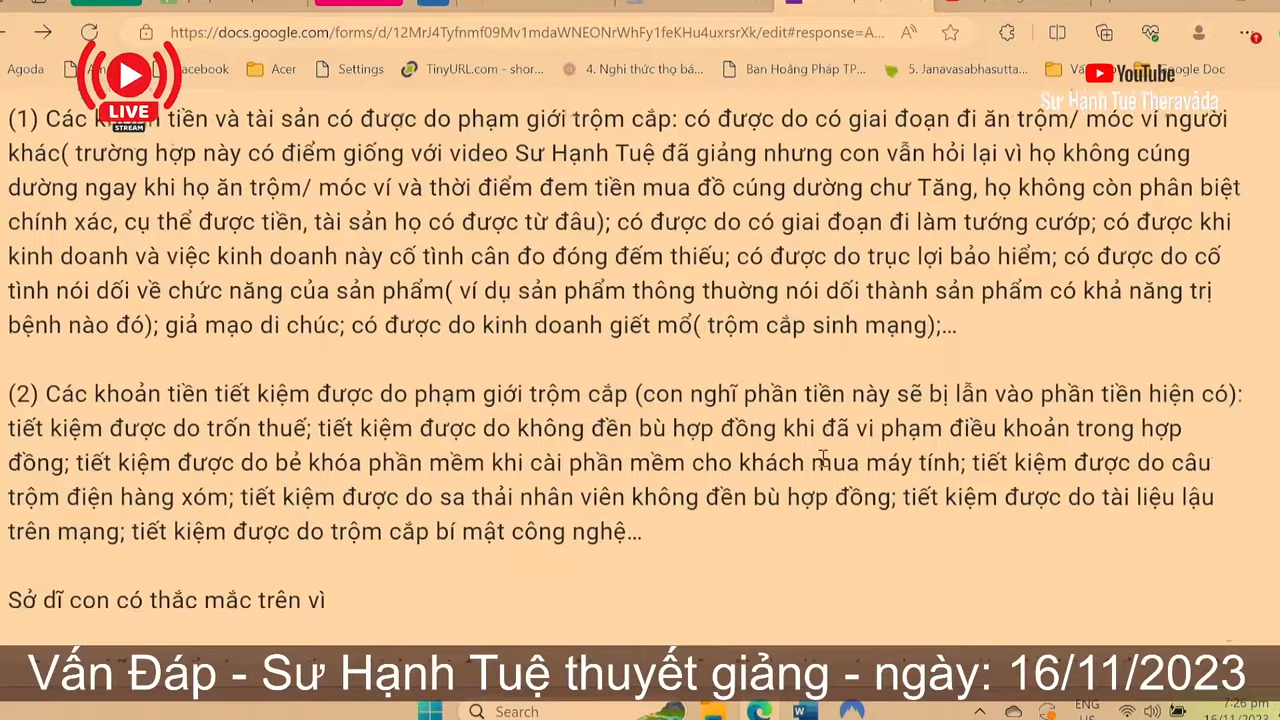 https://docs.google.com/forms/d/12MrJ4Tyfnmf09Mv1mdaWNEONrWhFy1feKHu4uxrsrXk/edit#response=A...
Agoda
acebook
Acer
Settings
TinyURL.com - shor...
4. Nghi thức thọ bá...
Ban Hoằng Pháp TP...
5. Janavasabhasutta...
Google Doc
YouTube
Sư Hạnh Tuệ Theravāda
LIVE
STREAM
(1) Các khoản tiền và tài sản có được do phạm giới trộm cắp: có được do có giai đoạn đi ăn trộm/ móc ví người
khác( trường hợp này có điểm giống với video Sư Hạnh Tuệ đã giảng nhưng con vẫn hỏi lại vì họ không cúng
dường ngay khi họ ăn trộm/ móc ví và thời điểm đem tiền mua đồ cúng dường chư Tăng, họ không còn phân biệt
chính xác, cụ thể được tiền, tài sản họ có được từ đâu); có được do có giai đoạn đi làm tướng cướp; có được khi
kinh doanh và việc kinh doanh này cố tình cân đo đóng đếm thiếu; có được do trục lợi bảo hiểm; có được do cố
tình nói dối về chức năng của sản phẩm( ví dụ sản phẩm thông thuờng nói dối thành sản phẩm có khả năng trị
bệnh nào đó); giả mạo di chúc; có được do kinh doanh giết mổ( trộm cắp sinh mạng);...
(2) Các khoản tiền tiết kiệm được do phạm giới trộm cắp (con nghĩ phần tiền này sẽ bị lẫn vào phần tiền hiện có):
tiết kiệm được do trốn thuế; tiết kiệm được do không đền bù hợp đồng khi đã vi phạm điều khoản trong hợp
đồng; tiết kiệm được do bẻ khóa phần mềm khi cài phần mềm cho khách mua máy tính; tiết kiệm được do câu
trộm điện hàng xóm; tiết kiệm được do sa thải nhân viên không đền bù hợp đồng; tiết kiệm được do tài liệu lậu
trên mạng; tiết kiệm được do trộm cắp bí mật công nghệ...
Sở dĩ con có thắc mắc trên vì
Vấn Đáp - Sư Hạnh Tuệ thuyết giảng - ngày: 16/11/2023
Search
ENG
US
7:26 pm
16/11/2023